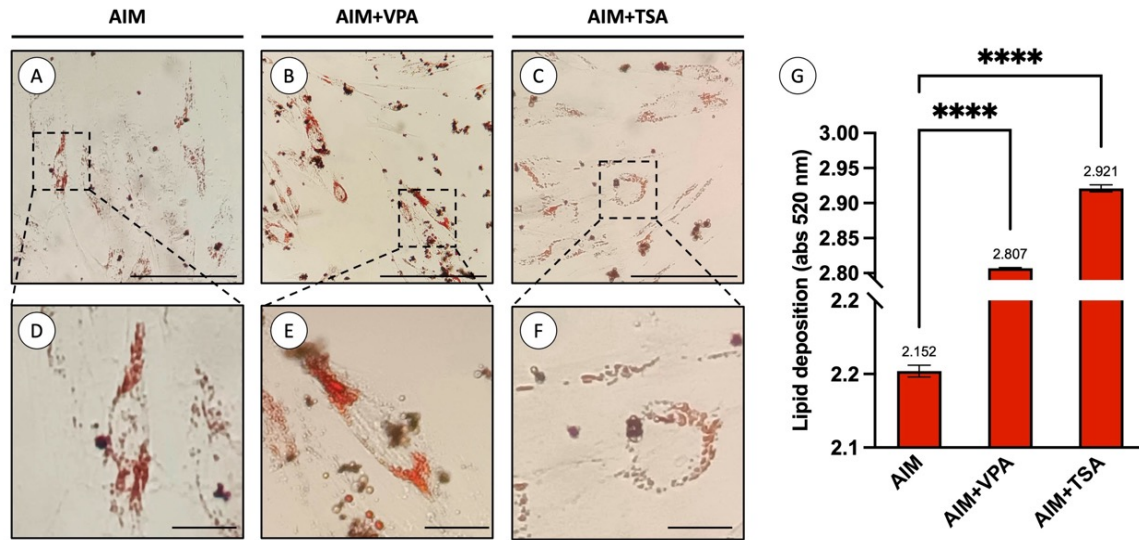 AIM
AIM+VPA
AIM+TSA
A
B
C
D
E
F
G
****
****
Lipid deposition (abs 520 nm)
3.00
2.95
2.90
2.85
2.80
2.2
2.2
2.1
2.152
2.807
2.921
AIM
AIM+VPA
AIM+TSA